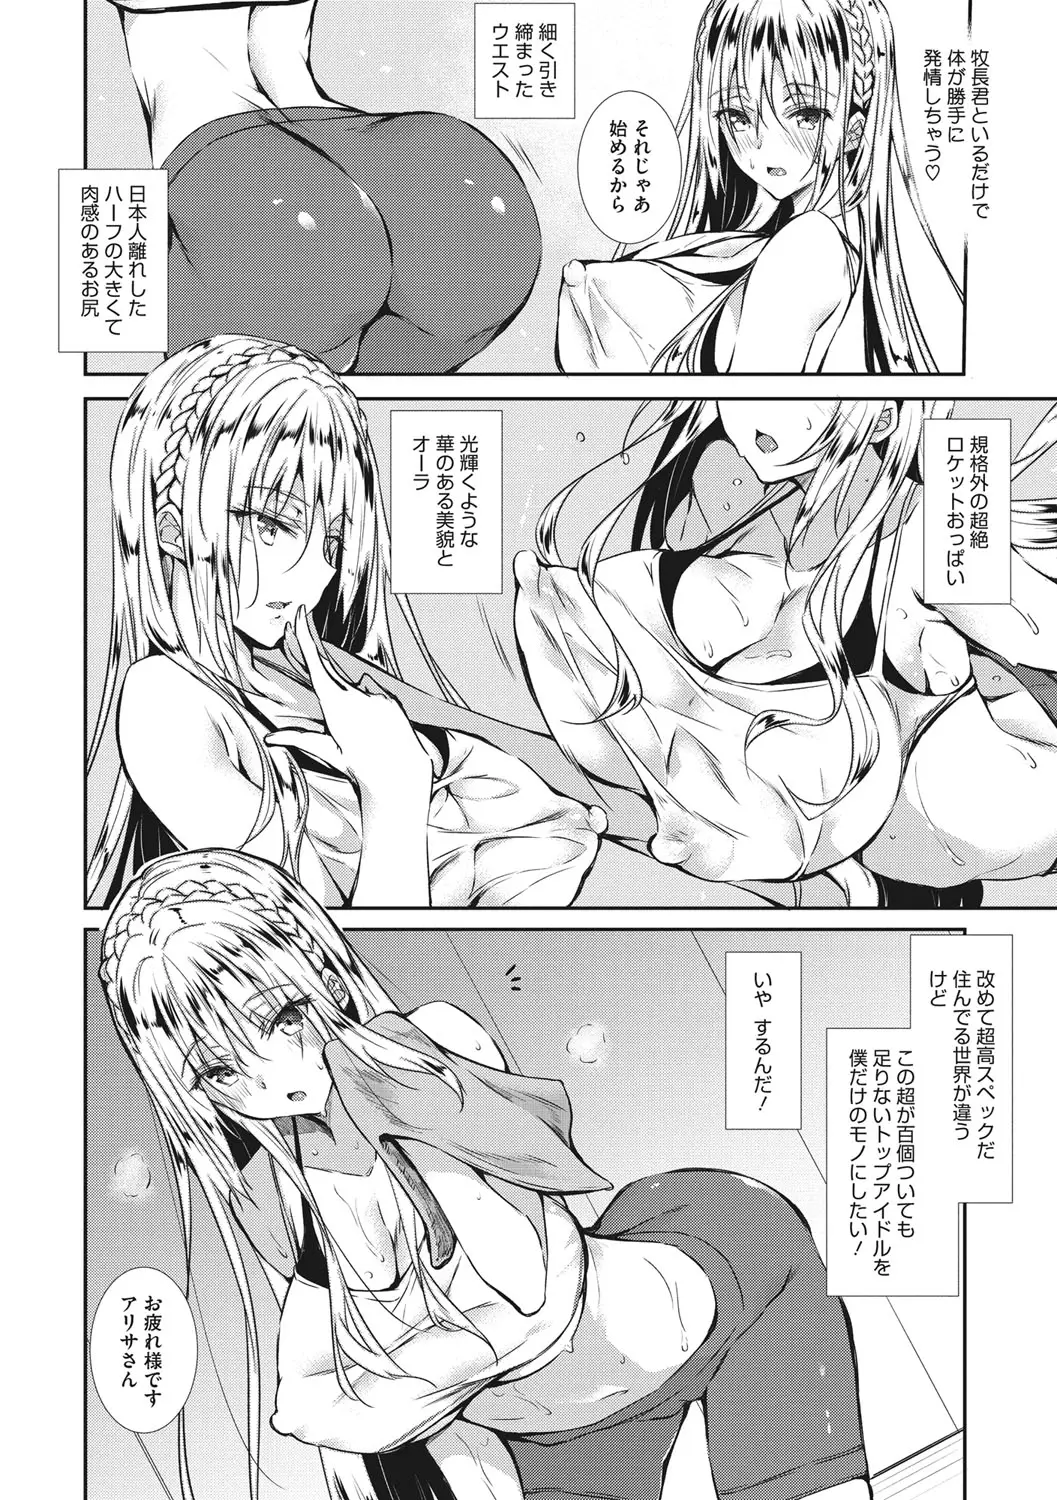 牧長君といるだけで
体が勝手に
発情しちゃう♡
それじゃあ
始めるから
細く引き
締まった
ウエスト
日本人離れした
ハーフの大きくて
肉感のあるお尻
規格外の超絶
ロケットおっぱい
光輝くような
華のある美貌と
オーラ
改めて超高スペックだ
住んでる世界が違う
けど
この超が百個ついても
足りないトップアイドルを
僕だけのモノにしたい！
いや するんだ！
お疲れ様です
アリサさん